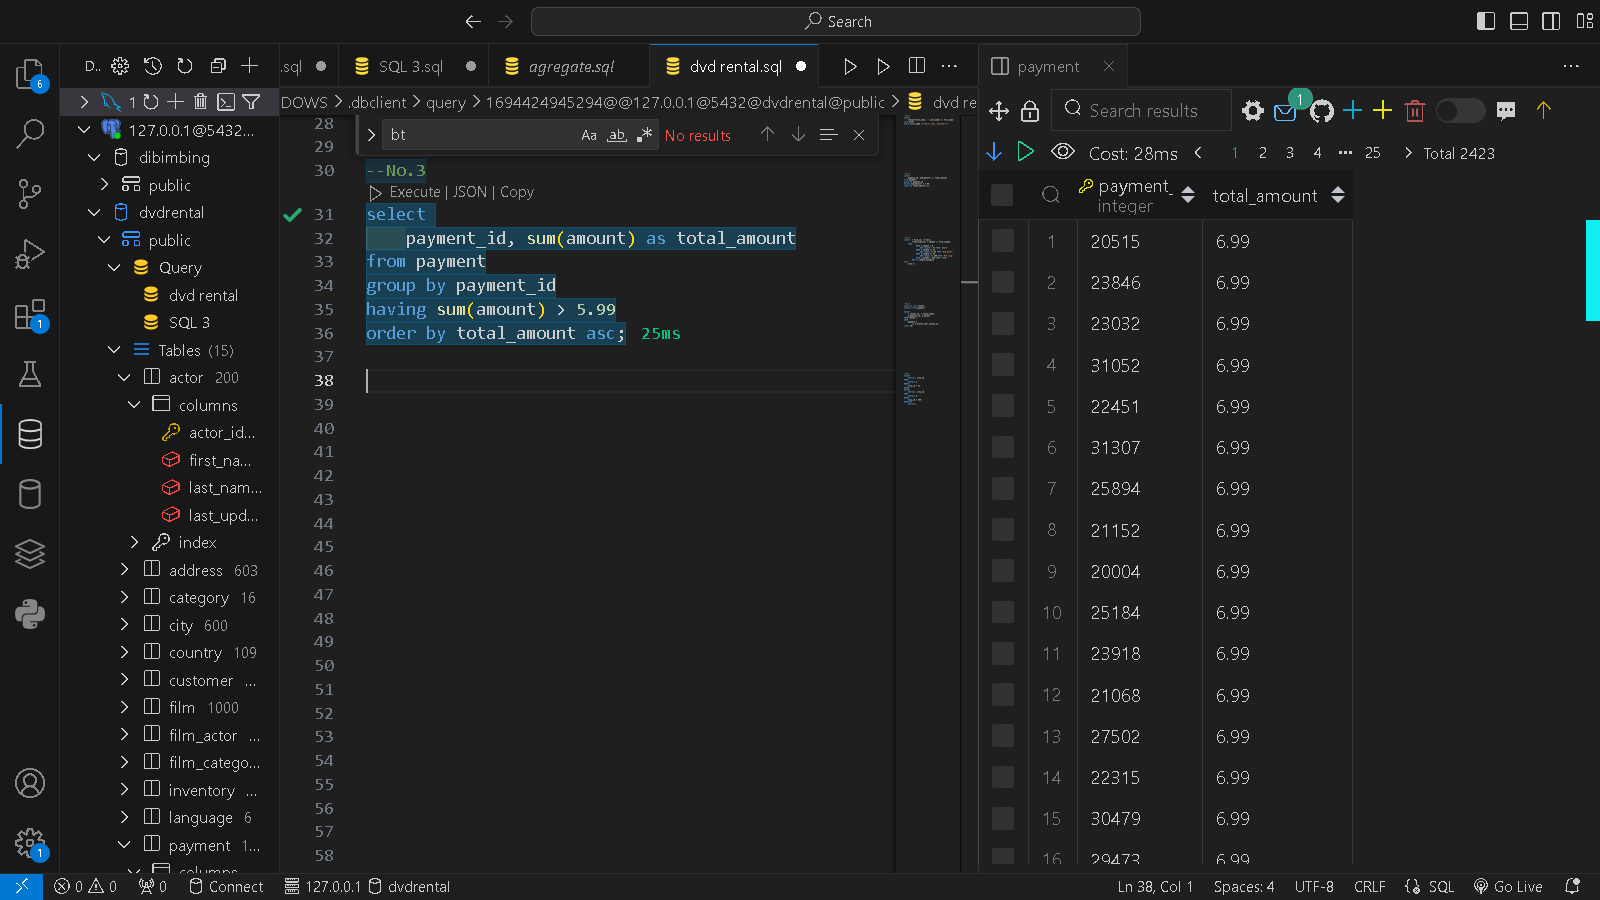 Search
D..
.sql
SQL 3.sql
agregate.sql
dvd rental.sql
payment
1
DOWS > .dbclient > query > 1694424945294@@127.0.0.1@5432@dvdrental@public > dvd re
bt
Aa ab .* No results
Search results
1
Cost: 28ms < 1 2 3 4 ··· 25 > Total 2423
127.0.0.1@5432...
dibimbing
public
dvdrental
public
Query
dvd rental
SQL 3
Tables (15)
actor 200
columns
actor_id...
first_na...
last_nam...
last_upd...
index
address 603
category 16
city 600
country 109
customer ...
film 1000
film_actor ...
film_catego...
inventory ...
language 6
payment 1...
columns
28
29
30 --No.3
Execute | JSON | Copy
31 select
32 payment_id, sum(amount) as total_amount
33 from payment
34 group by payment_id
35 having sum(amount) > 5.99
36 order by total_amount asc; 25ms
37
38
39
40
41
42
43
44
45
46
47
48
49
50
51
52
53
54
55
56
57
58
payment_ total_amount
integer
1 20515 6.99
2 23846 6.99
3 23032 6.99
4 31052 6.99
5 22451 6.99
6 31307 6.99
7 25894 6.99
8 21152 6.99
9 20004 6.99
10 25184 6.99
11 23918 6.99
12 21068 6.99
13 27502 6.99
14 22315 6.99
15 30479 6.99
16 29473 6.99
6
1
1
0 0 0 Connect 127.0.0.1 dvdrental
Ln 38, Col 1 Spaces: 4 UTF-8 CRLF SQL Go Live